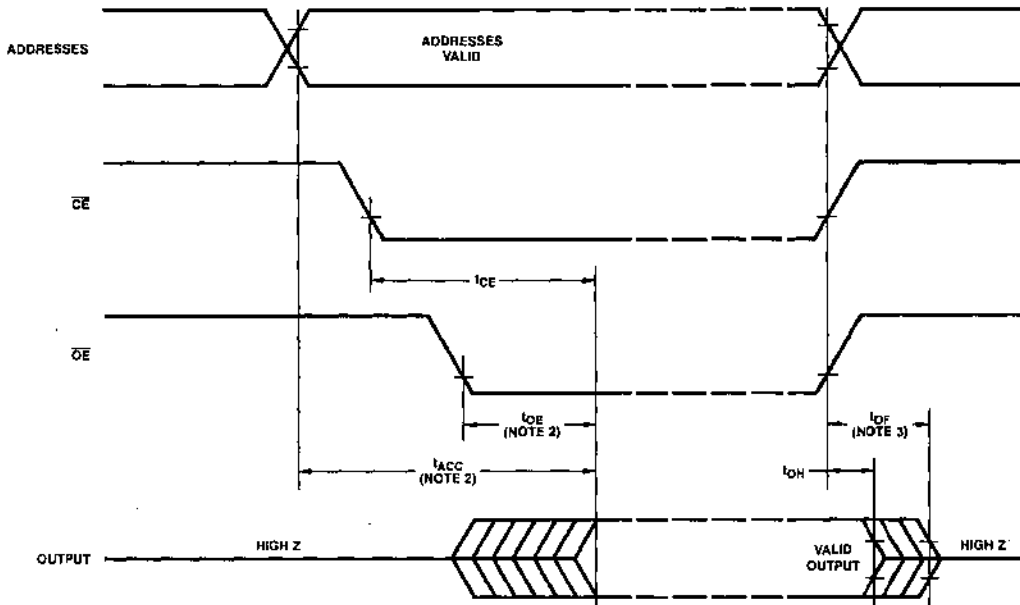 ADDRESSES
ADDRESSES
VALID
CE
tCE
OE
tOE
(NOTE 2)
tDF
(NOTE 3)
tACC
(NOTE 2)
tOH
OUTPUT
HIGH Z
VALID
OUTPUT
HIGH Z